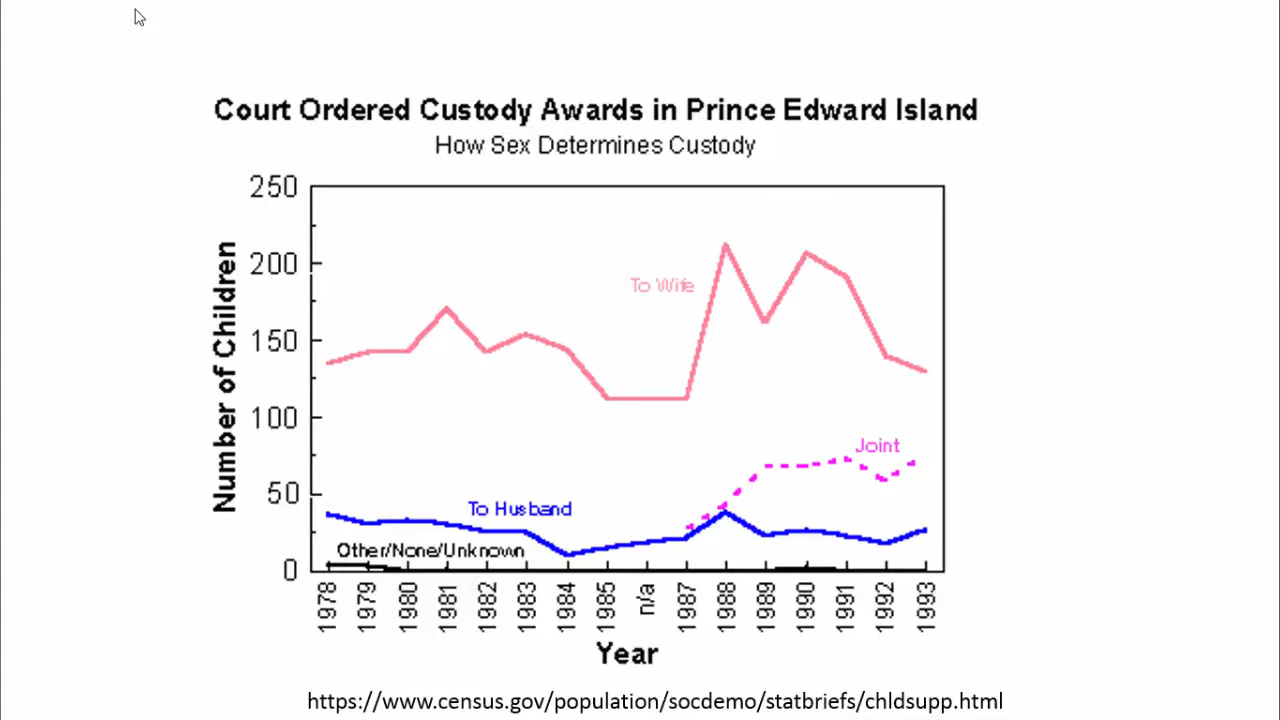 Court Ordered Custody Awards in Prince Edward Island
How Sex Determines Custody
Number of Children
250
200
150
100
50
0
To Wife
Joint
To Husband
Other/None/Unknown
1978
1979
1980
1981
1982
1983
1984
1985
n/a
1987
1988
1989
1990
1991
1992
1993
Year
https://www.census.gov/population/socdemo/statbriefs/chldsupp.html